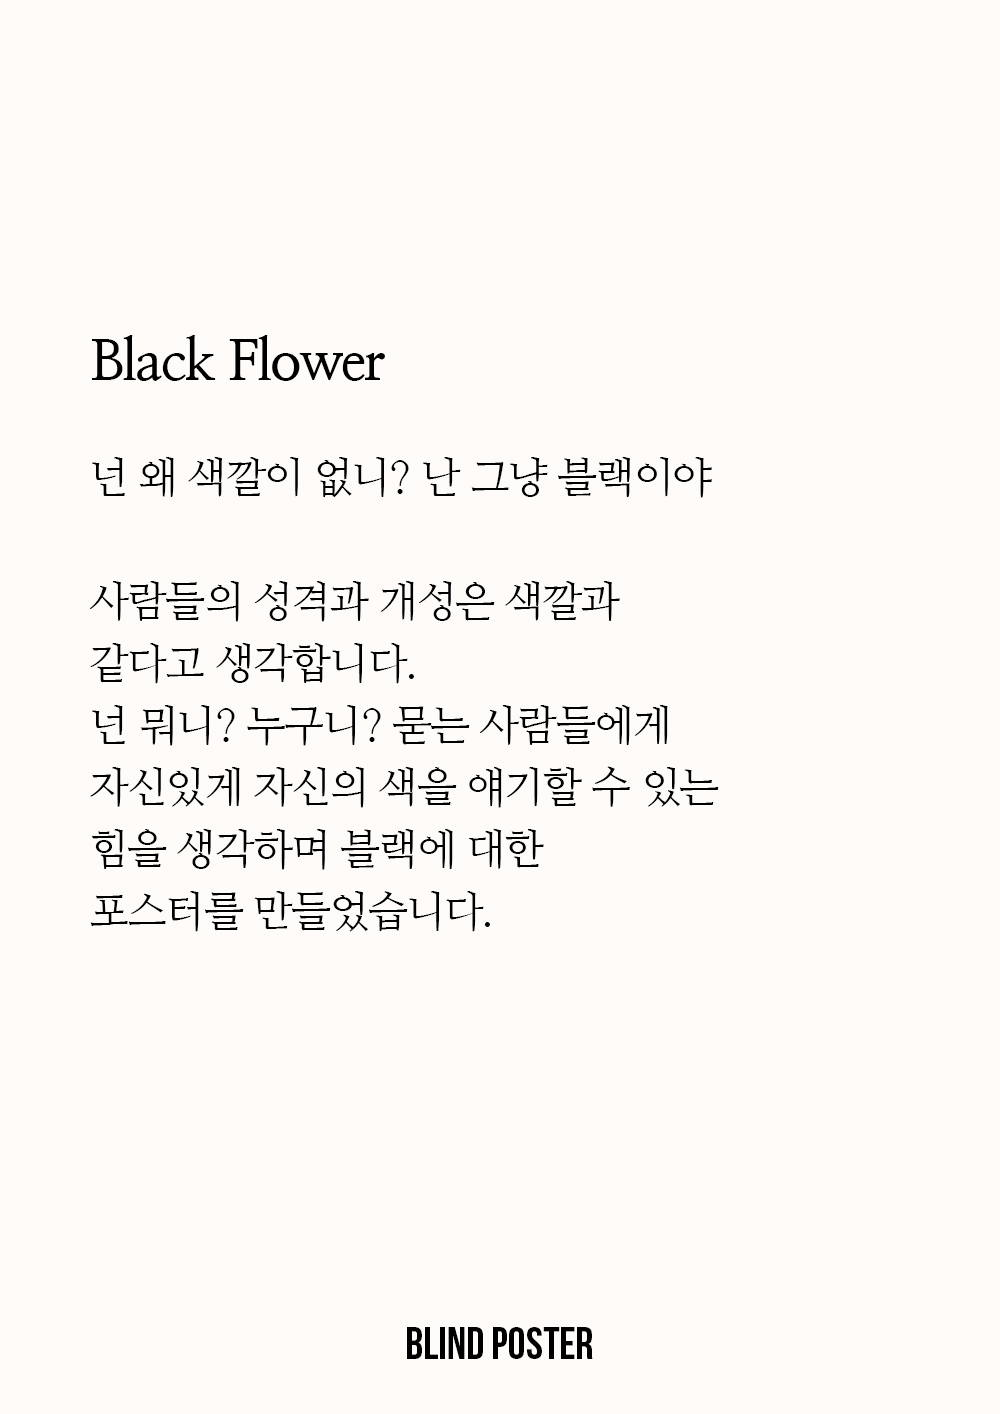 Black Flower
넌 왜 색깔이 없니? 난 그냥 블랙이야
사람들의 성격과 개성은 색깔과
같다고 생각합니다.
넌 뭐니? 누구니? 묻는 사람들에게
자신있게 자신의 색을 얘기할 수 있는
힘을 생각하며 블랙에 대한
포스터를 만들었습니다.
BLIND POSTER